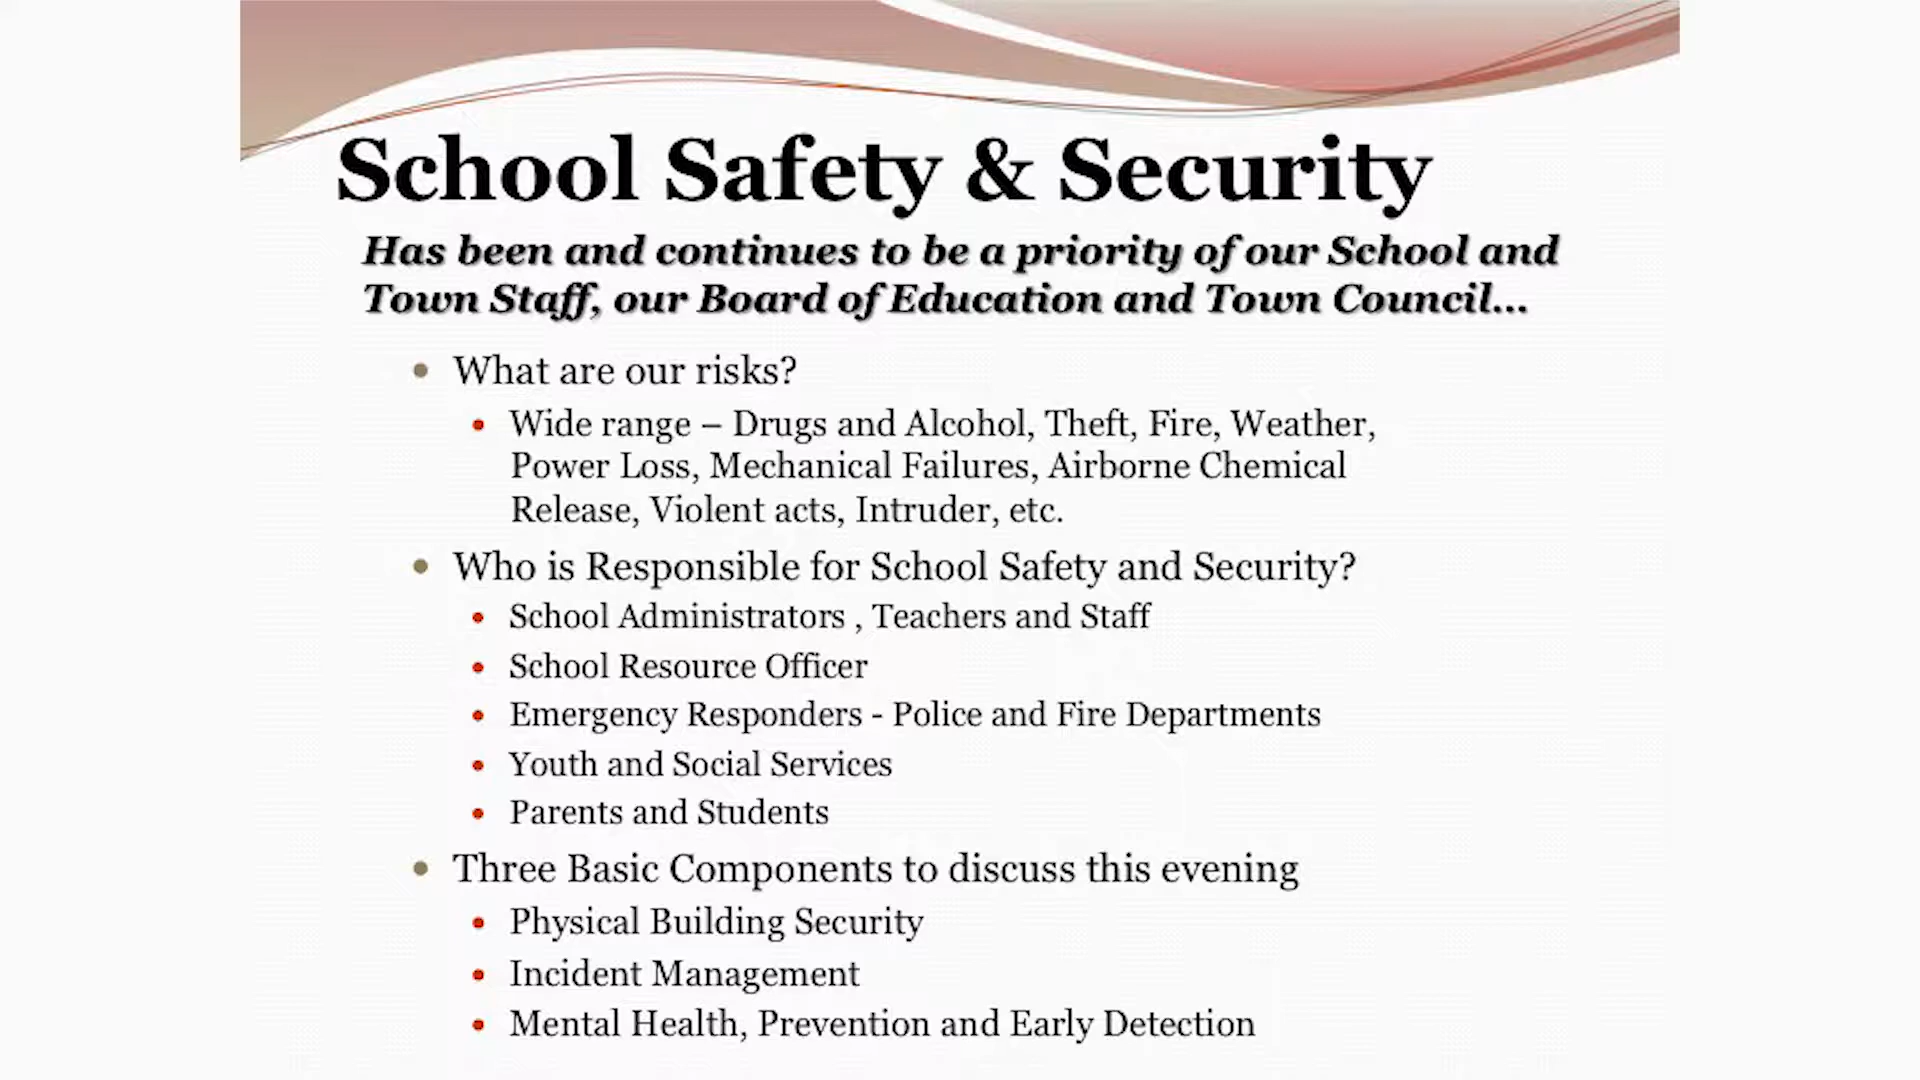 School Safety & Security
Has been and continues to be a priority of our School and
Town Staff, our Board of Education and Town Council...
• What are our risks?
• Wide range – Drugs and Alcohol, Theft, Fire, Weather,
Power Loss, Mechanical Failures, Airborne Chemical
Release, Violent acts, Intruder, etc.
• Who is Responsible for School Safety and Security?
• School Administrators , Teachers and Staff
• School Resource Officer
• Emergency Responders - Police and Fire Departments
• Youth and Social Services
• Parents and Students
• Three Basic Components to discuss this evening
• Physical Building Security
• Incident Management
• Mental Health, Prevention and Early Detection